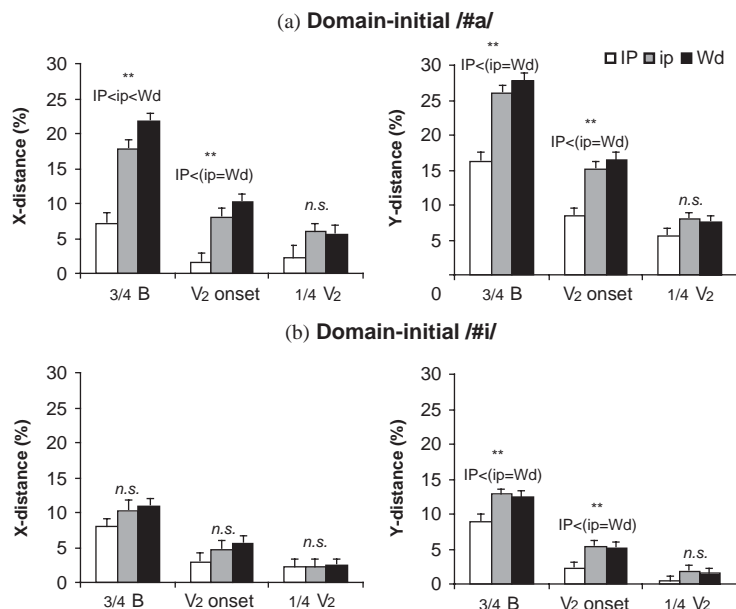 (a) Domain-initial /#a/
X-distance (%)
30
25
20
15
10
5
0
**
IP<ip<Wd
**
IP<(ip=Wd)
n.s.
3/4 B V2 onset 1/4 V2
IP ip Wd
Y-distance (%)
30
25
20
15
10
5
0
**
IP<(ip=Wd)
**
IP<(ip=Wd)
n.s.
3/4 B V2 onset 1/4 V2
(b) Domain-initial /#i/
X-distance (%)
30
25
20
15
10
5
0
n.s.
n.s.
n.s.
3/4 B V2 onset 1/4 V2
Y-distance (%)
30
25
20
15
10
5
0
**
IP<(ip=Wd)
**
IP<(ip=Wd)
n.s.
3/4 B V2 onset 1/4 V2